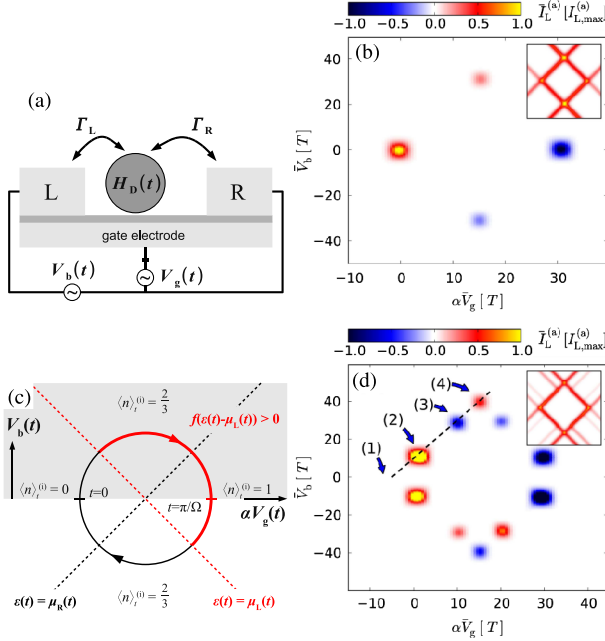 (a)
Γ_L
Γ_R
H_D(t)
L
R
gate electrode
V_b(t)
V_g(t)
-1.0 -0.5 0.0 0.5 1.0
Ī_L^(a) [I_L,max^(a)]
(b)
40
20
0
−20
−40
V̄_b [ T ]
−10 0 10 20 30
αV̄_g [ T ]
(c)
V_b(t)
⟨n⟩_t^(i) = 2/3
f(ε(t)-μ_L(t)) > 0
⟨n⟩_t^(i) = 0
t=0
t=π/Ω
⟨n⟩_t^(i) = 1
αV_g(t)
⟨n⟩_t^(i) = 2/3
ε(t) = μ_R(t)
ε(t) = μ_L(t)
-1.0 -0.5 0.0 0.5 1.0
Ī_L^(a) [I_L,max^(a)]
(d)
(4)
(3)
(2)
(1)
60
40
20
0
−20
−40
V̄_b [ T ]
−10 0 10 20 30 40
αV̄_g [ T ]